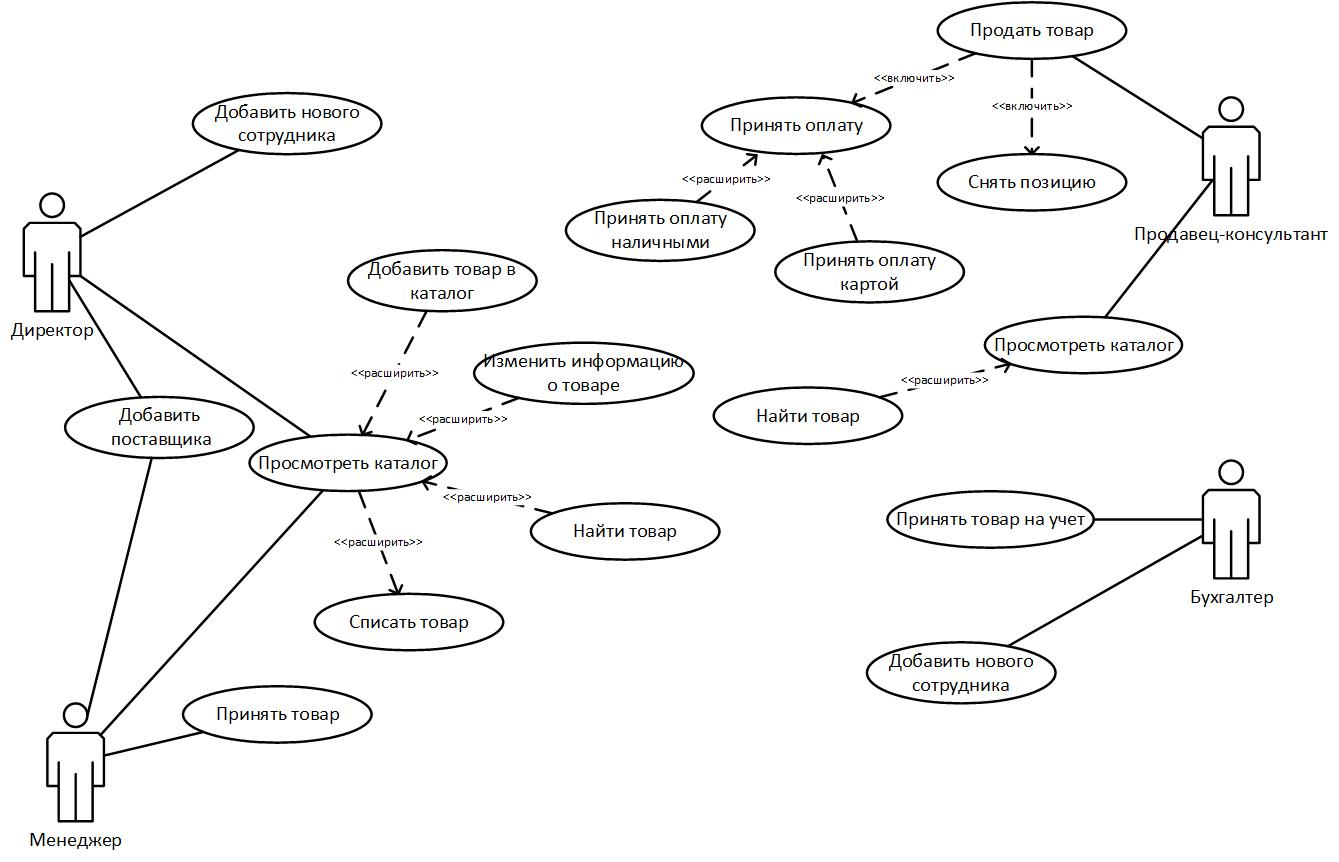 Продать товар
<<включить>>
Добавить нового
сотрудника
<<включить>>
Принять оплату
<<расширить>>
Снять позицию
<<расширить>>
Принять оплату
наличными
Продавец-консультант
Принять оплату
картой
Добавить товар в
каталог
Директор
Просмотреть каталог
Изменить информацию
о товаре
<<расширить>>
<<расширить>>
Найти товар
Добавить
поставщика
<<расширить>>
Просмотреть каталог
<<расширить>>
Найти товар
Принять товар на учет
<<расширить>>
Бухгалтер
Списать товар
Добавить нового
сотрудника
Принять товар
Менеджер